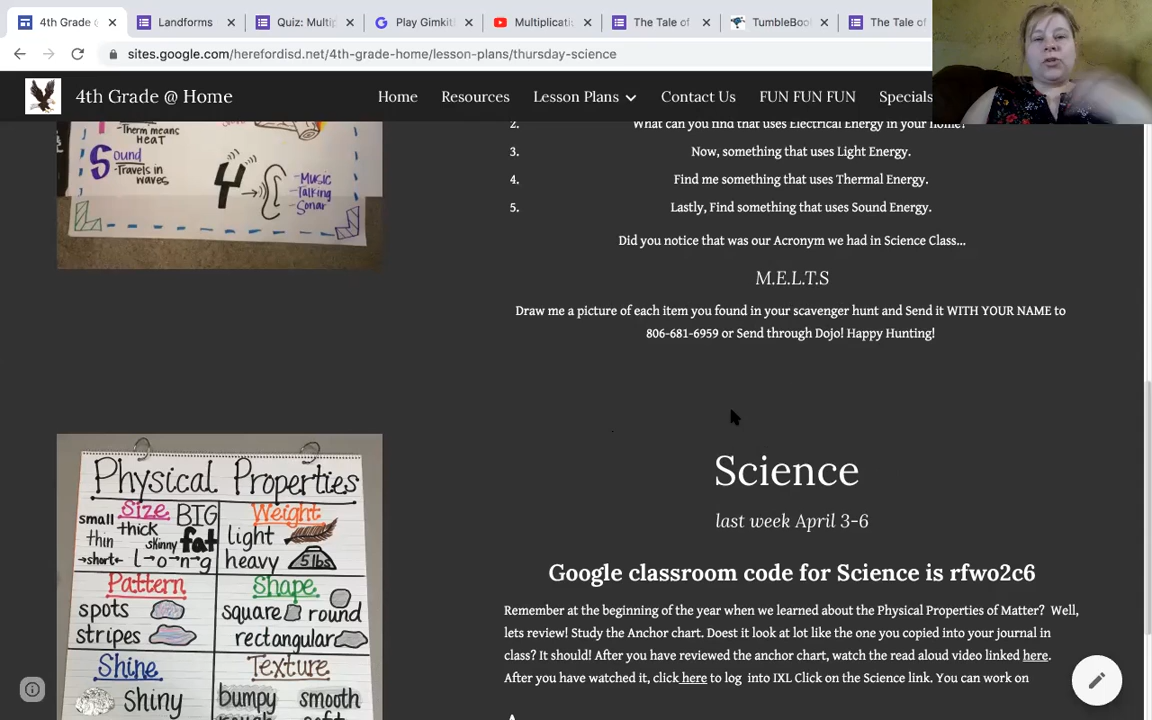 4th Grade @
Landforms
Quiz: Multip
Play Gimkit
Multiplicatio
The Tale of
TumbleBoo
The Tale of
sites.google.com/herefordisd.net/4th-grade-home/lesson-plans/thursday-science
4th Grade @ Home
Home
Resources
Lesson Plans
Contact Us
FUN FUN FUN
Specials
-Therm means
HEAT
Sound
-Travels in
waves
-Music
-Talking
-Sonar
2. What can you find that uses Electrical Energy in your home?
3. Now, something that uses Light Energy.
4. Find me something that uses Thermal Energy.
5. Lastly, Find something that uses Sound Energy.
Did you notice that was our Acronym we had in Science Class...
M.E.L.T.S
Draw me a picture of each item you found in your scavenger hunt and Send it WITH YOUR NAME to
806-681-6959 or Send through Dojo! Happy Hunting!
Physical Properties
Size BIG
small thick
thin skinny fat
→short← l→o→n→g
Weight
light
heavy 5 lbs
Pattern
spots
stripes
Shape
square round
rectangular
Shine
Shiny
Texture
bumpy smooth
Science
last week April 3-6
Google classroom code for Science is rfwo2c6
Remember at the beginning of the year when we learned about the Physical Properties of Matter? Well,
lets review! Study the Anchor chart. Doest it look at lot like the one you copied into your journal in
class? It should! After you have reviewed the anchor chart, watch the read aloud video linked here.
After you have watched it, click here to log into IXL Click on the Science link. You can work on